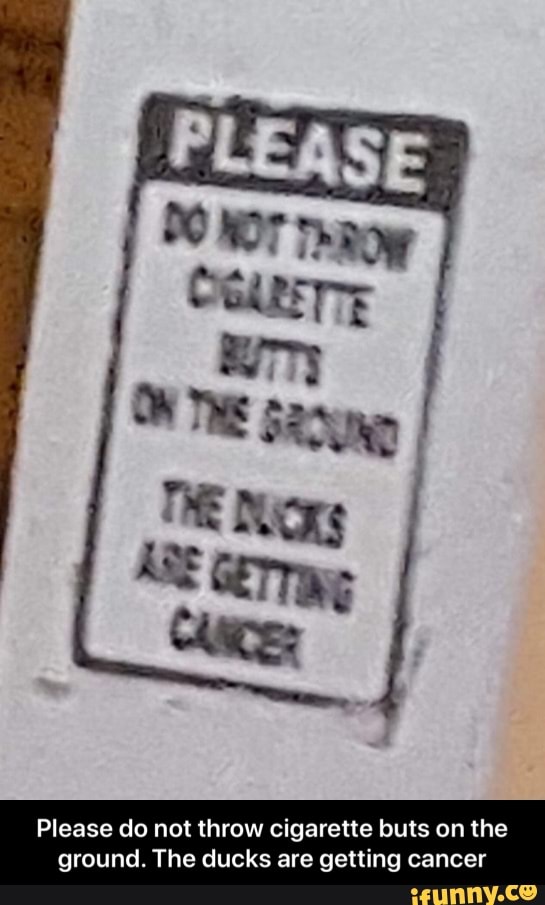 PLEASE
DO NOT THROW
CIGARETTE
BUTTS
ON THE GROUND
THE DUCKS
ARE GETTING
CANCER
Please do not throw cigarette buts on the
ground. The ducks are getting cancer
ifunny.co